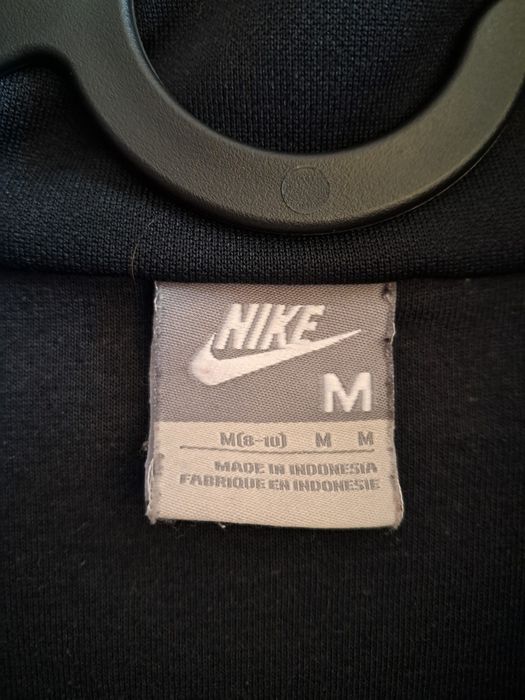 NIKE
M
M(8-10) M M
MADE IN INDONESIA
FABRIQUE EN INDONESIE